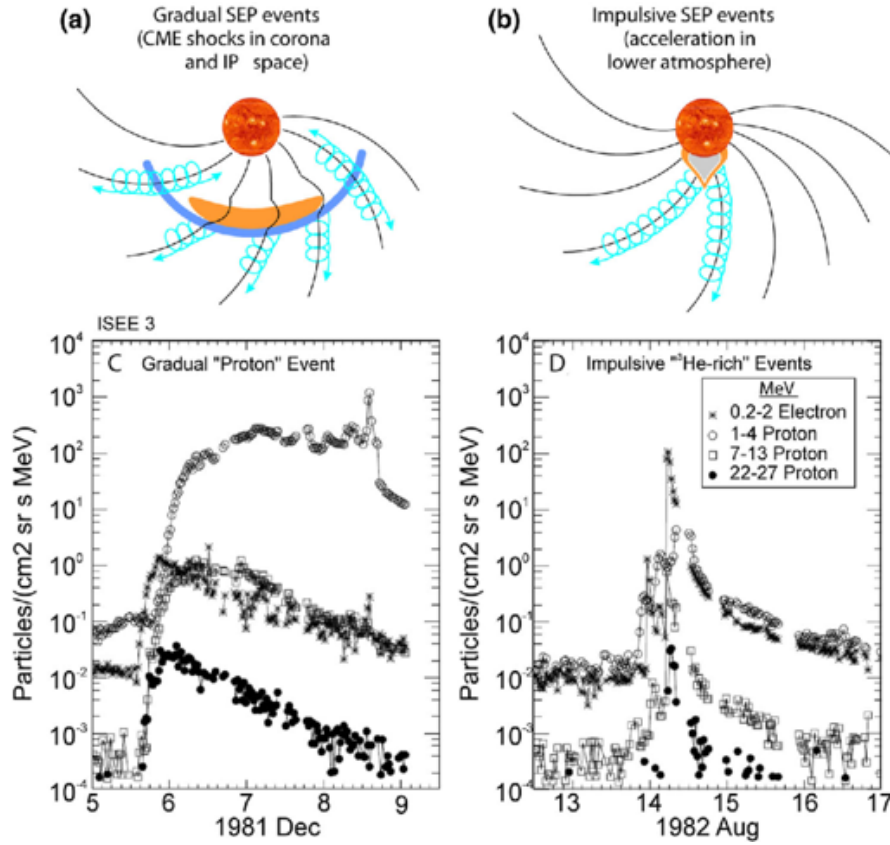 (a)
Gradual SEP events
(CME shocks in corona
and IP space)
(b)
Impulsive SEP events
(acceleration in
lower atmosphere)
ISEE 3
C Gradual "Proton" Event
Particles/(cm2 sr s MeV)
10^4
10^3
10^2
10^1
10^0
10^-1
10^-2
10^-3
10^-4
5 6 7 8 9
1981 Dec
D Impulsive "³He-rich" Events
MeV
0.2-2 Electron
1-4 Proton
7-13 Proton
22-27 Proton
Particles/(cm2 sr s MeV)
10^4
10^3
10^2
10^1
10^0
10^-1
10^-2
10^-3
10^-4
13 14 15 16 17
1982 Aug